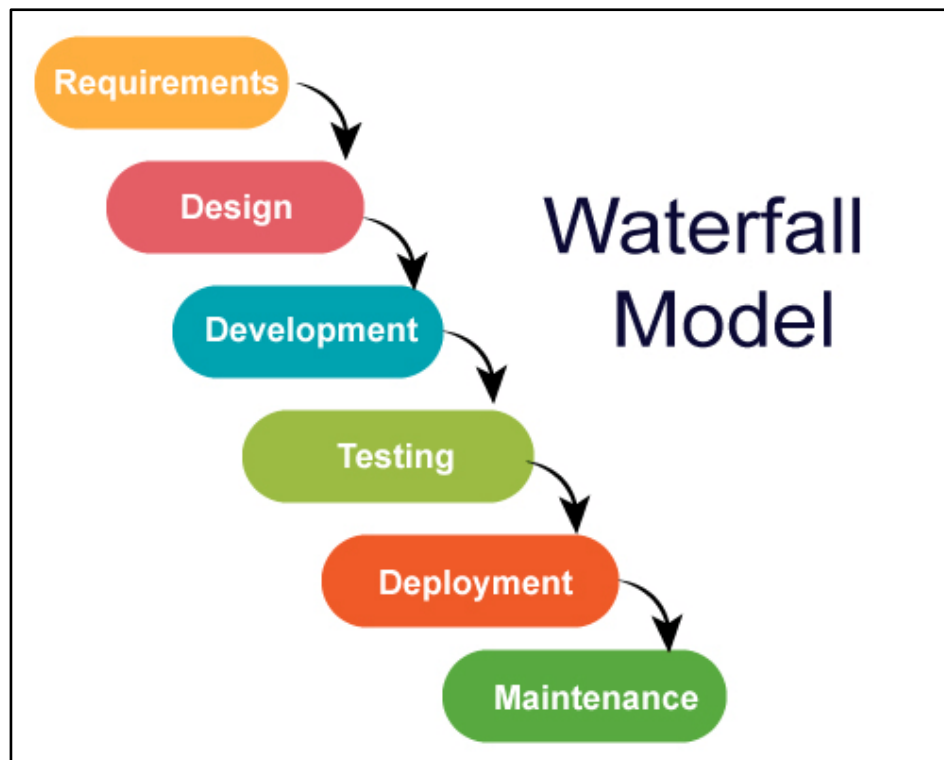 Requirements
Design
Waterfall
Model
Development
Testing
Deployment
Maintenance